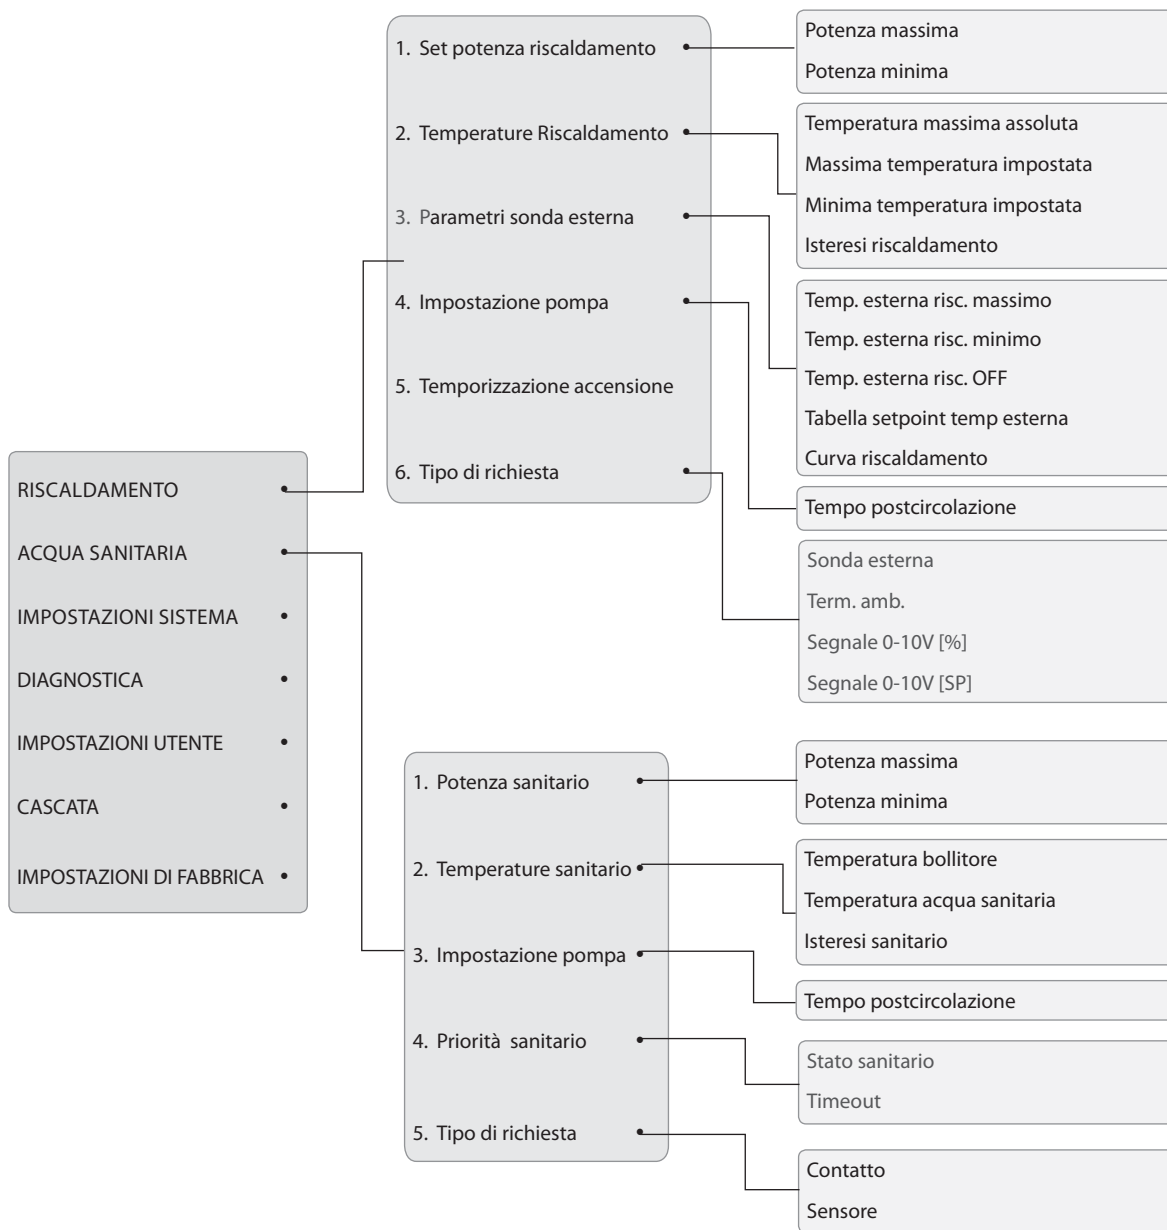 RISCALDAMENTO
ACQUA SANITARIA
IMPOSTAZIONI SISTEMA
DIAGNOSTICA
IMPOSTAZIONI UTENTE
CASCATA
IMPOSTAZIONI DI FABBRICA
1. Set potenza riscaldamento
2. Temperature Riscaldamento
3. Parametri sonda esterna
4. Impostazione pompa
5. Temporizzazione accensione
6. Tipo di richiesta
Potenza massima
Potenza minima
Temperatura massima assoluta
Massima temperatura impostata
Minima temperatura impostata
Isteresi riscaldamento
Temp. esterna risc. massimo
Temp. esterna risc. minimo
Temp. esterna risc. OFF
Tabella setpoint temp esterna
Curva riscaldamento
Tempo postcircolazione
Sonda esterna
Term. amb.
Segnale 0-10V [%]
Segnale 0-10V [SP]
1. Potenza sanitario
2. Temperature sanitario
3. Impostazione pompa
4. Priorità sanitario
5. Tipo di richiesta
Potenza massima
Potenza minima
Temperatura bollitore
Temperatura acqua sanitaria
Isteresi sanitario
Tempo postcircolazione
Stato sanitario
Timeout
Contatto
Sensore